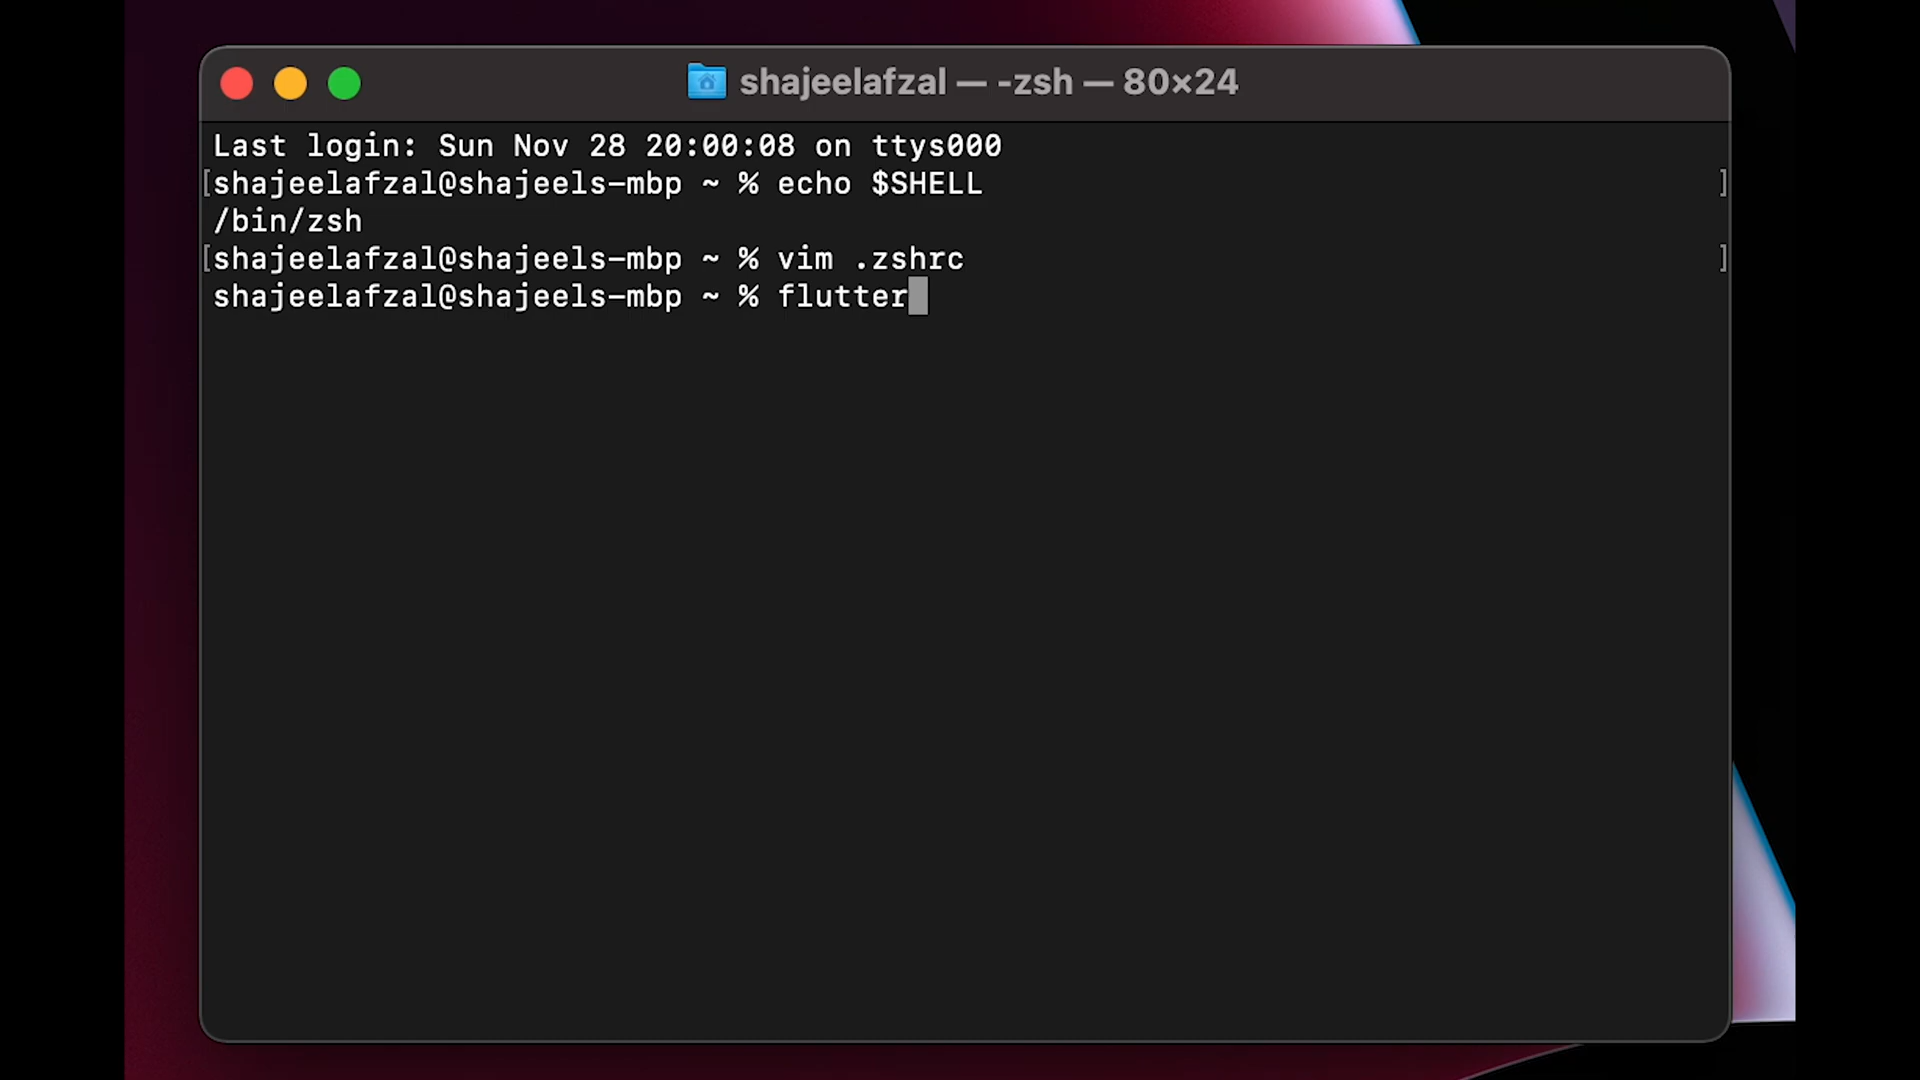 shajeelafzal — -zsh — 80×24
Last login: Sun Nov 28 20:00:08 on ttys000
[shajeelafzal@shajeels-mbp ~ % echo $SHELL ]
/bin/zsh
[shajeelafzal@shajeels-mbp ~ % vim .zshrc ]
shajeelafzal@shajeels-mbp ~ % flutter